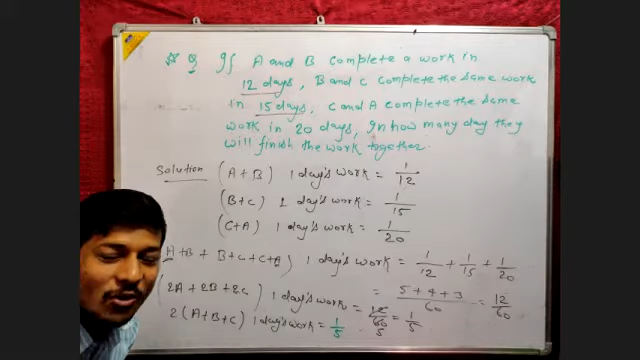 Q If A and B complete a work in
12 days, B and C complete the same work
in 15 days, C and A complete the same
work in 20 days, In how many day they
will finish the work together.
Solution (A+B) 1 day's work = 1/12
(B+C) 1 day's work = 1/15
(C+A) 1 day's work = 1/20
A+B + B+C+C+A) 1 day's work = 1/12 + 1/15 + 1/20
(2A+2B+2C) 1 day's work = 5+4+3/60 = 12/60
2(A+B+C) 1 day's work = 1/5 = 12/60 5 = 1/5